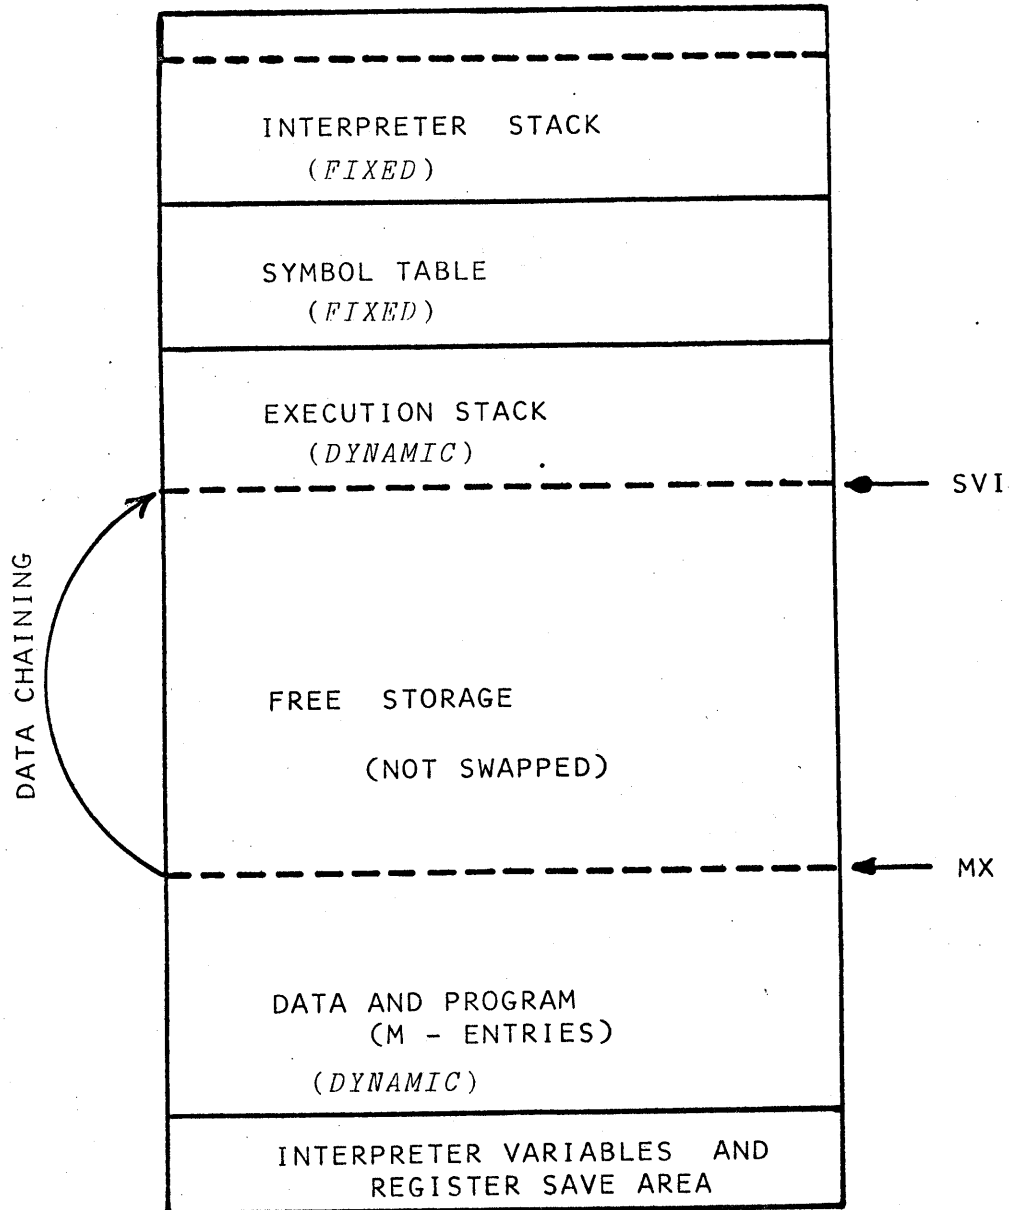 INTERPRETER STACK
(FIXED)
SYMBOL TABLE
(FIXED)
EXECUTION STACK
(DYNAMIC)
SVI
DATA CHAINING
FREE STORAGE
(NOT SWAPPED)
MX
DATA AND PROGRAM
(M - ENTRIES)
(DYNAMIC)
INTERPRETER VARIABLES AND
REGISTER SAVE AREA